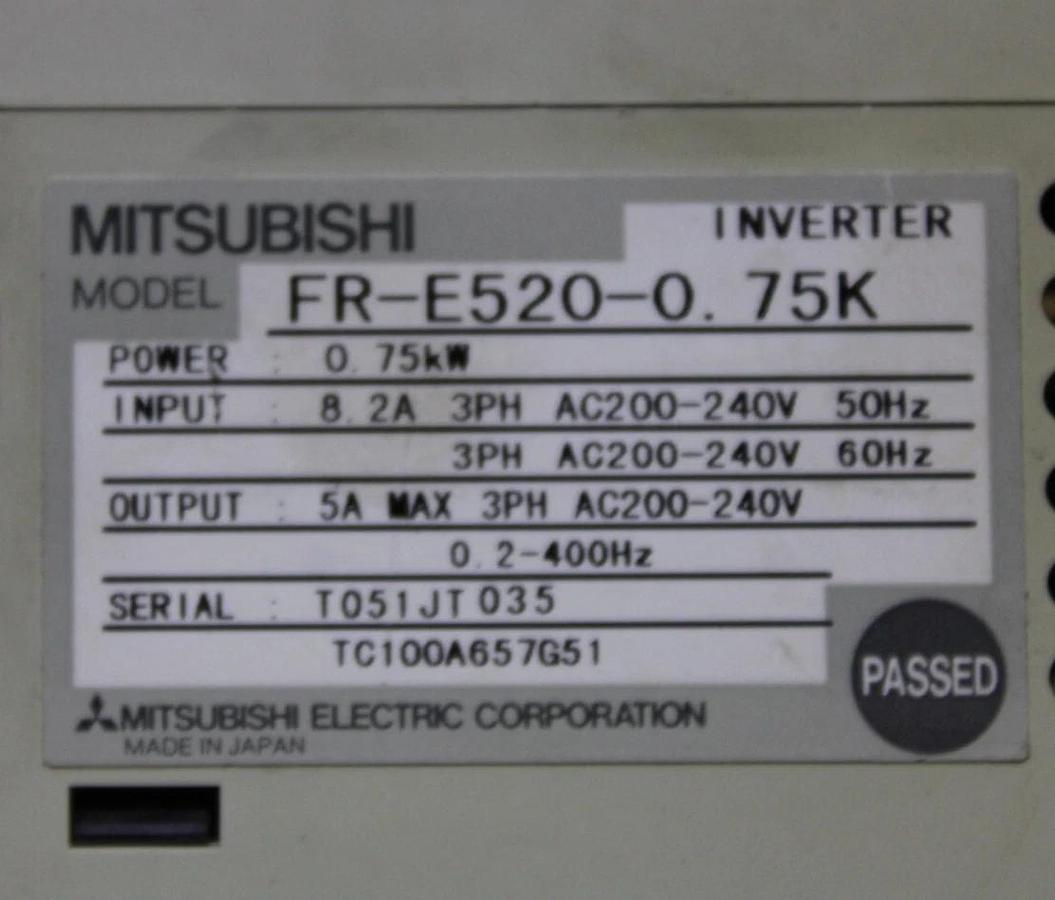 MITSUBISHI INVERTER
MODEL FR-E520-0.75K
POWER : 0.75kW
INPUT : 8.2A 3PH AC200-240V 50Hz
3PH AC200-240V 60Hz
OUTPUT : 5A MAX 3PH AC200-240V
0.2-400Hz
SERIAL : T051JT035
TC100A657G51
PASSED
MITSUBISHI ELECTRIC CORPORATION
MADE IN JAPAN